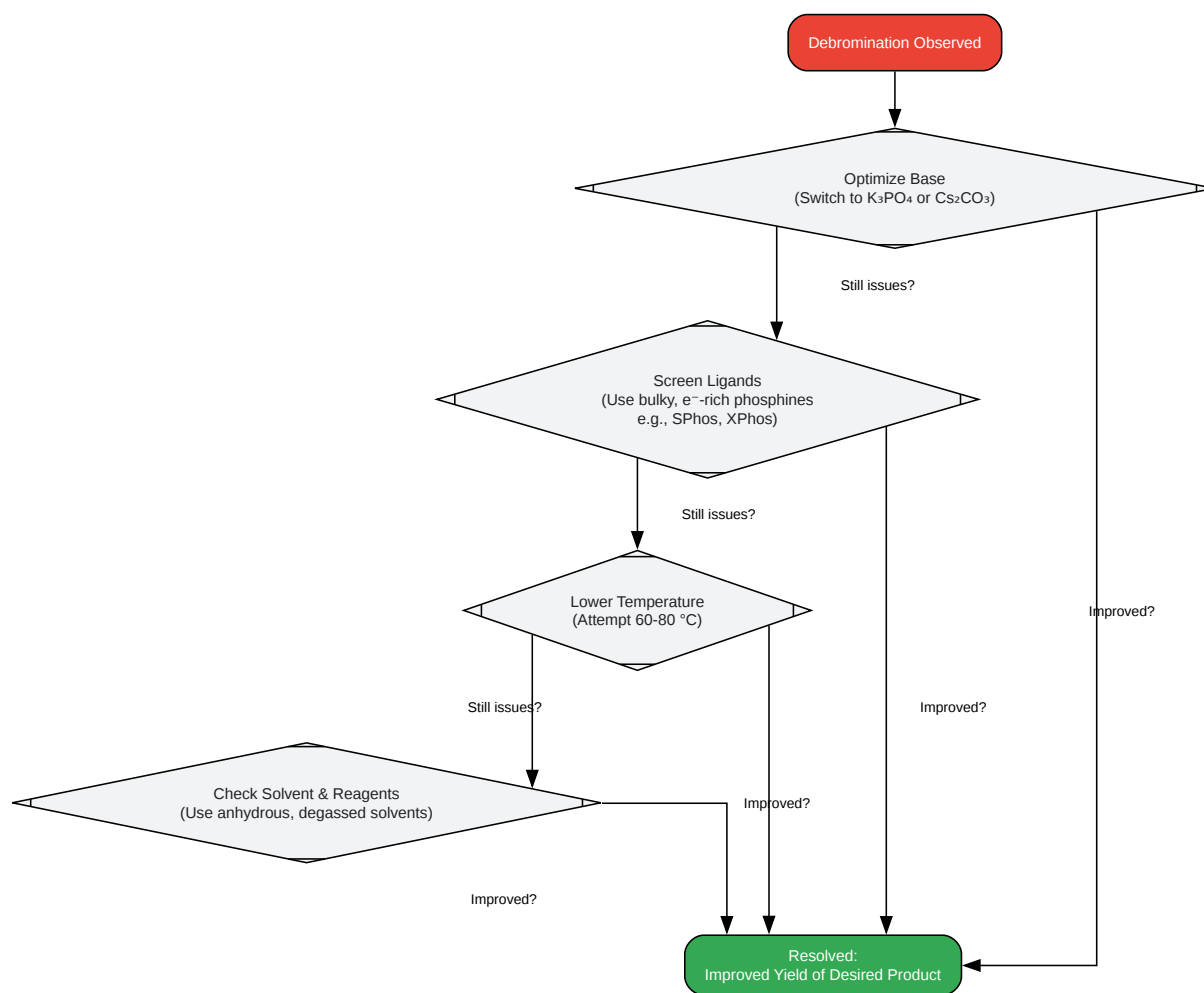 Debromination Observed
Optimize Base
(Switch to K₃PO₄ or Cs₂CO₃)
Still issues?
Screen Ligands
(Use bulky, e⁻-rich phosphines
e.g., SPhos, XPhos)
Still issues?
Lower Temperature
(Attempt 60-80 °C)
Improved?
Still issues?
Improved?
Check Solvent & Reagents
(Use anhydrous, degassed solvents)
Improved?
Improved?
Resolved:
Improved Yield of Desired Product